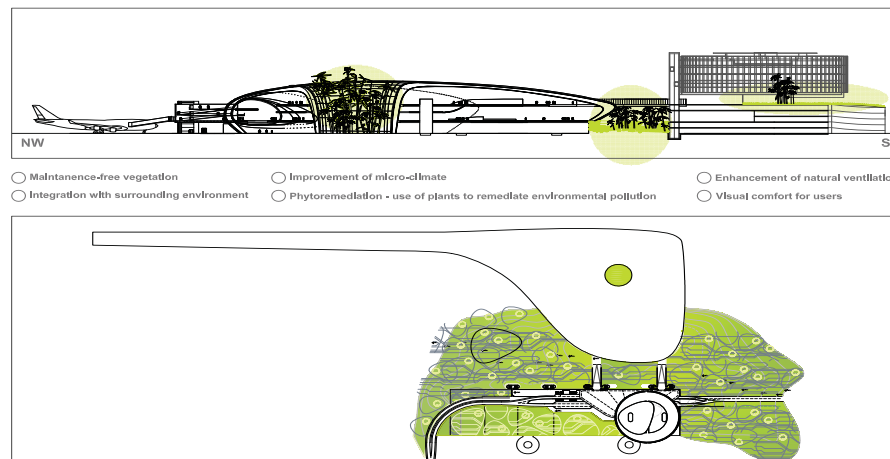 NW S
Maintanence-free vegetation Improvement of micro-climate Enhancement of natural ventilatio
Integration with surrounding environment Phytoremediation - use of plants to remediate environmental pollution Visual comfort for users